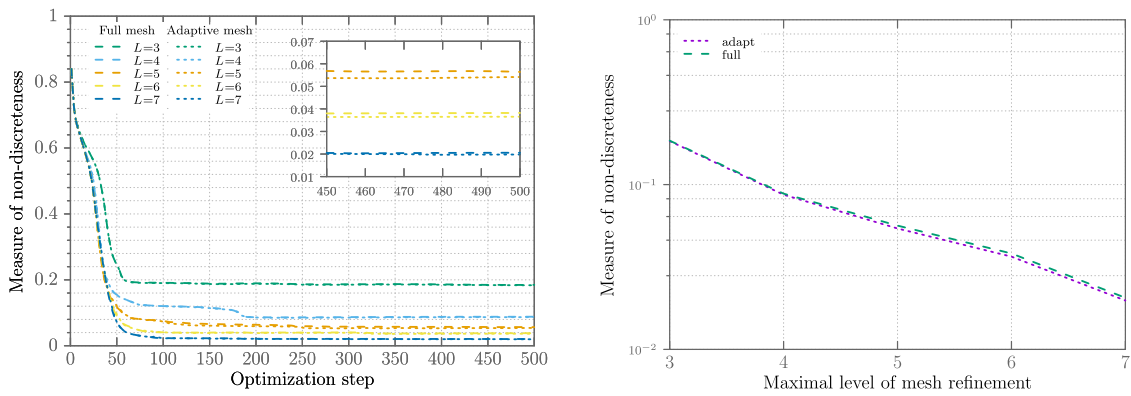 Measure of non-discreteness
1
0.8
0.6
0.4
0.2
0
0 50 100 150 200 250 300 350 400 450 500
Optimization step
Full mesh Adaptive mesh
L=3 L=3
L=4 L=4
L=5 L=5
L=6 L=6
L=7 L=7
0.07
0.06
0.05
0.04
0.03
0.02
0.01
450 460 470 480 490 500
Measure of non-discreteness
10⁰
10⁻¹
10⁻²
adapt
full
3 4 5 6 7
Maximal level of mesh refinement